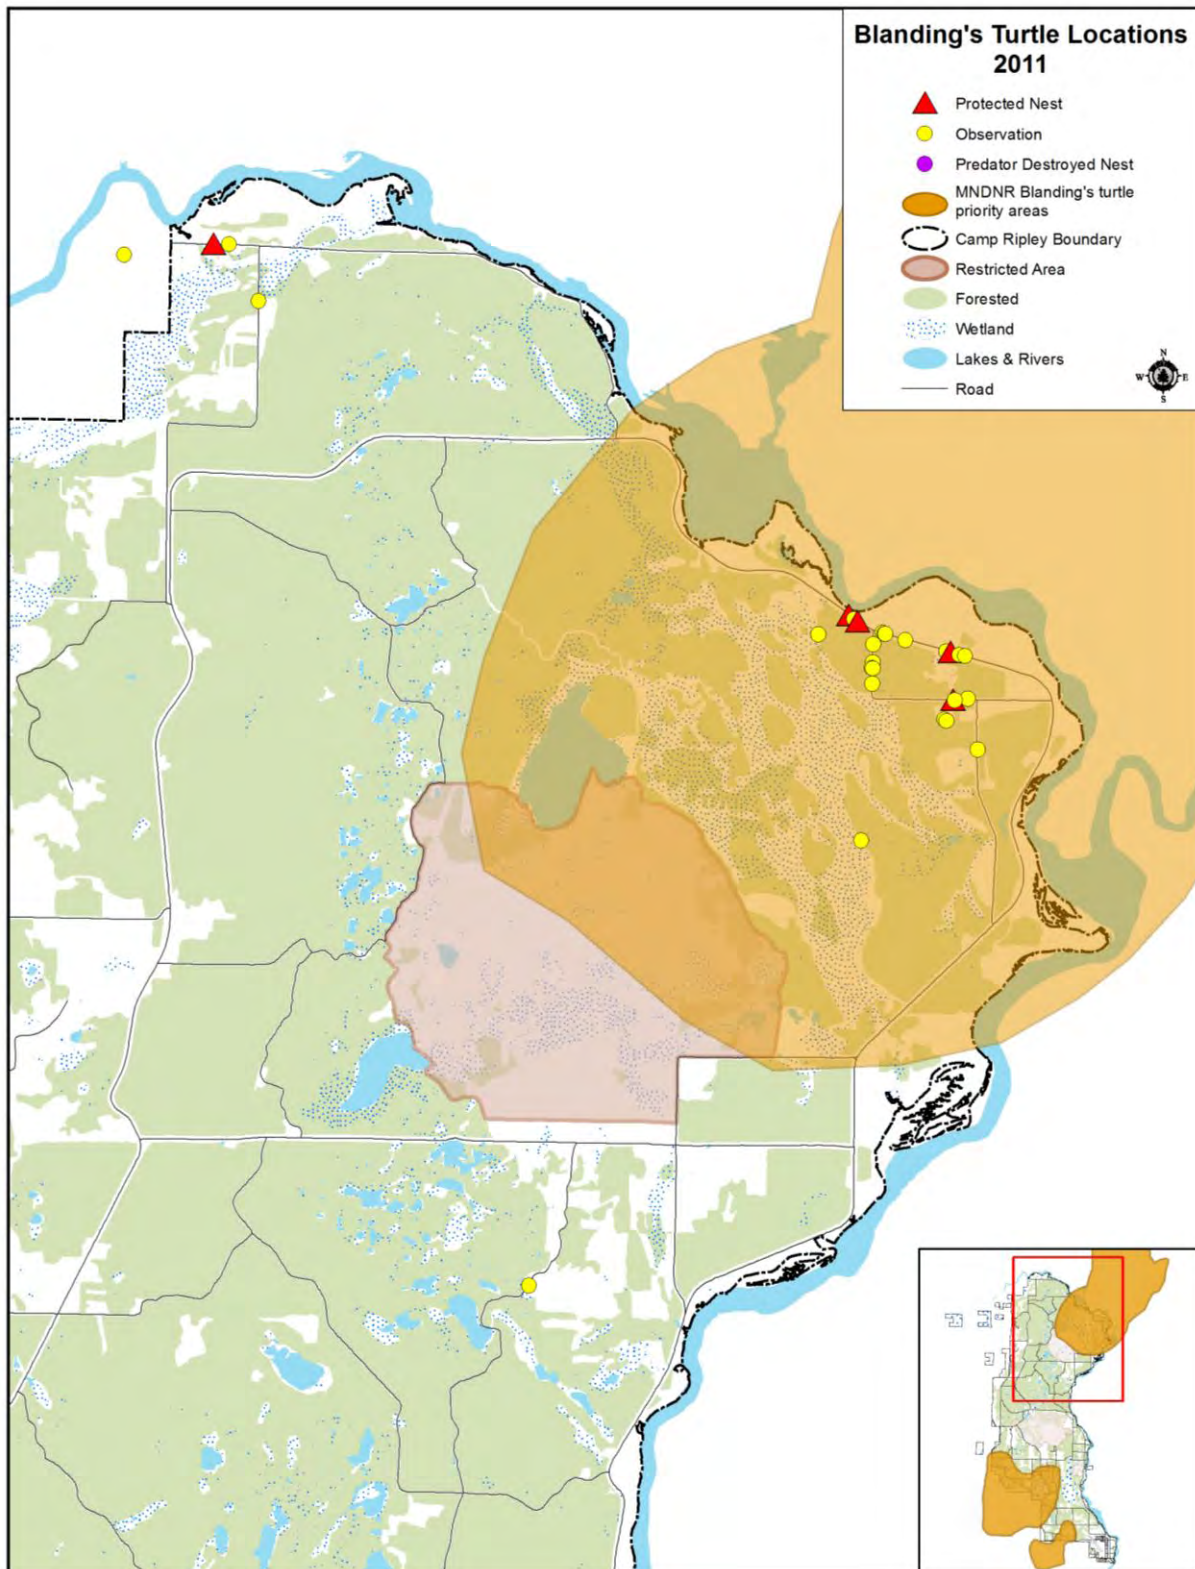 Blanding's Turtle Locations
2011
Protected Nest
Observation
Predator Destroyed Nest
MNDNR Blanding's turtle
priority areas
Camp Ripley Boundary
Restricted Area
Forested
Wetland
Lakes & Rivers
Road
N
W E
S